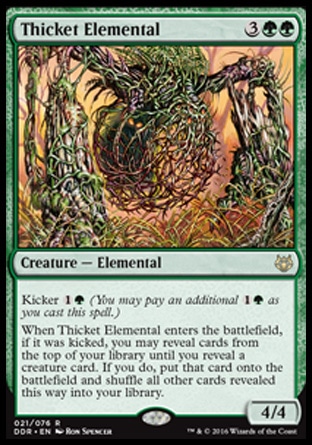 Thicket Elemental 3
Creature — Elemental
Kicker 1 (You may pay an additional 1 as
you cast this spell.)
When Thicket Elemental enters the battlefield,
if it was kicked, you may reveal cards from
the top of your library until you reveal a
creature card. If you do, put that card onto the
battlefield and shuffle all other cards revealed
this way into your library.
4/4
021/076 R
DDR • EN Ron Spencer
™ & © 2016 Wizards of the Coast